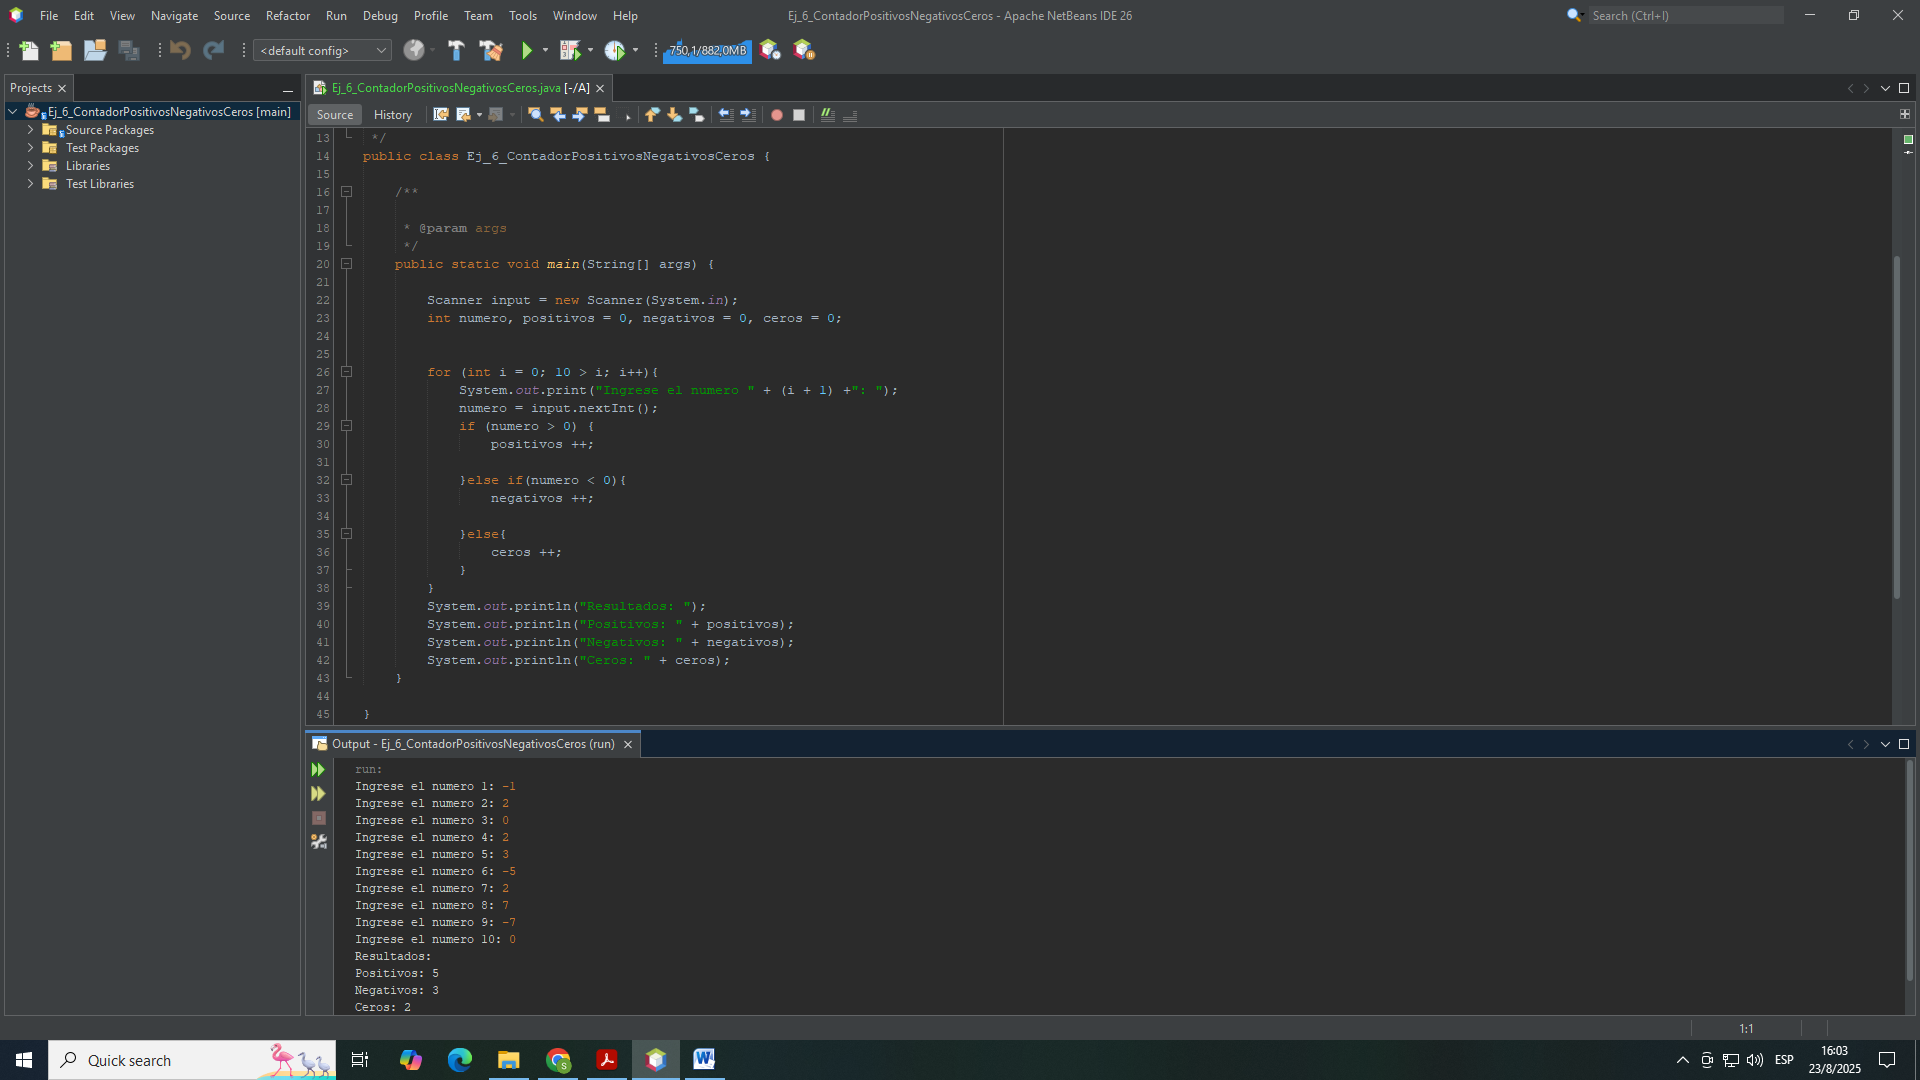 File Edit View Navigate Source Refactor Run Debug Profile Team Tools Window Help
Ej_6_ContadorPositivosNegativosCeros - Apache NetBeans IDE 26
Search (Ctrl+I)
<default config>
750,1/882,0MB
Projects
Ej_6_ContadorPositivosNegativosCeros [main]
Source Packages
Test Packages
Libraries
Test Libraries
Ej_6_ContadorPositivosNegativosCeros.java [-/A]
Source History
13 */
14 public class Ej_6_ContadorPositivosNegativosCeros {
15
16 /**
17
18 * @param args
19 */
20 public static void main(String[] args) {
21
22 Scanner input = new Scanner(System.in);
23 int numero, positivos = 0, negativos = 0, ceros = 0;
24
25
26 for (int i = 0; 10 > i; i++){
27 System.out.print("Ingrese el numero " + (i + 1) +": ");
28 numero = input.nextInt();
29 if (numero > 0) {
30 positivos ++;
31
32 }else if(numero < 0){
33 negativos ++;
34
35 }else{
36 ceros ++;
37 }
38 }
39 System.out.println("Resultados: ");
40 System.out.println("Positivos: " + positivos);
41 System.out.println("Negativos: " + negativos);
42 System.out.println("Ceros: " + ceros);
43 }
44
45 }
Output - Ej_6_ContadorPositivosNegativosCeros (run)
run:
Ingrese el numero 1: -1
Ingrese el numero 2: 2
Ingrese el numero 3: 0
Ingrese el numero 4: 2
Ingrese el numero 5: 3
Ingrese el numero 6: -5
Ingrese el numero 7: 2
Ingrese el numero 8: 7
Ingrese el numero 9: -7
Ingrese el numero 10: 0
Resultados:
Positivos: 5
Negativos: 3
Ceros: 2
1:1
Quick search
ESP
16:03
23/8/2025